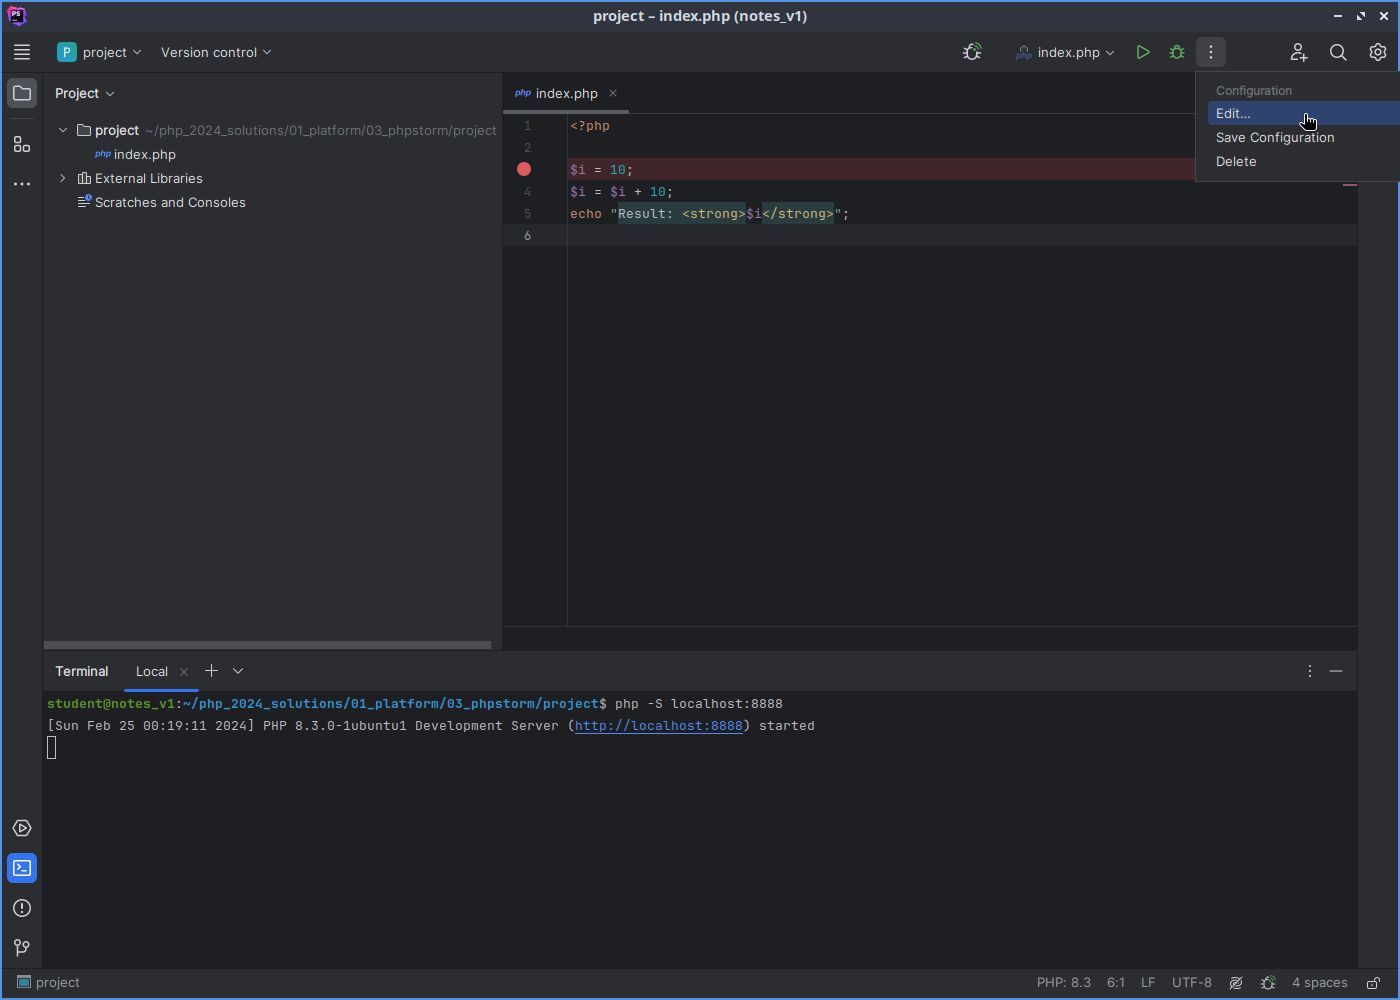 project – index.php (notes_v1)
PS
P project Version control
php index.php
Project
php index.php
Configuration
Edit...
Save Configuration
Delete
project ~/php_2024_solutions/01_platform/03_phpstorm/project
php index.php
External Libraries
Scratches and Consoles
1 <?php
2
$i = 10;
4 $i = $i + 10;
5 echo "Result: <strong>$i</strong>";
6
Terminal Local
student@notes_v1:~/php_2024_solutions/01_platform/03_phpstorm/project$ php -S localhost:8888
[Sun Feb 25 00:19:11 2024] PHP 8.3.0-1ubuntu1 Development Server (http://localhost:8888) started
project PHP: 8.3 6:1 LF UTF-8 4 spaces